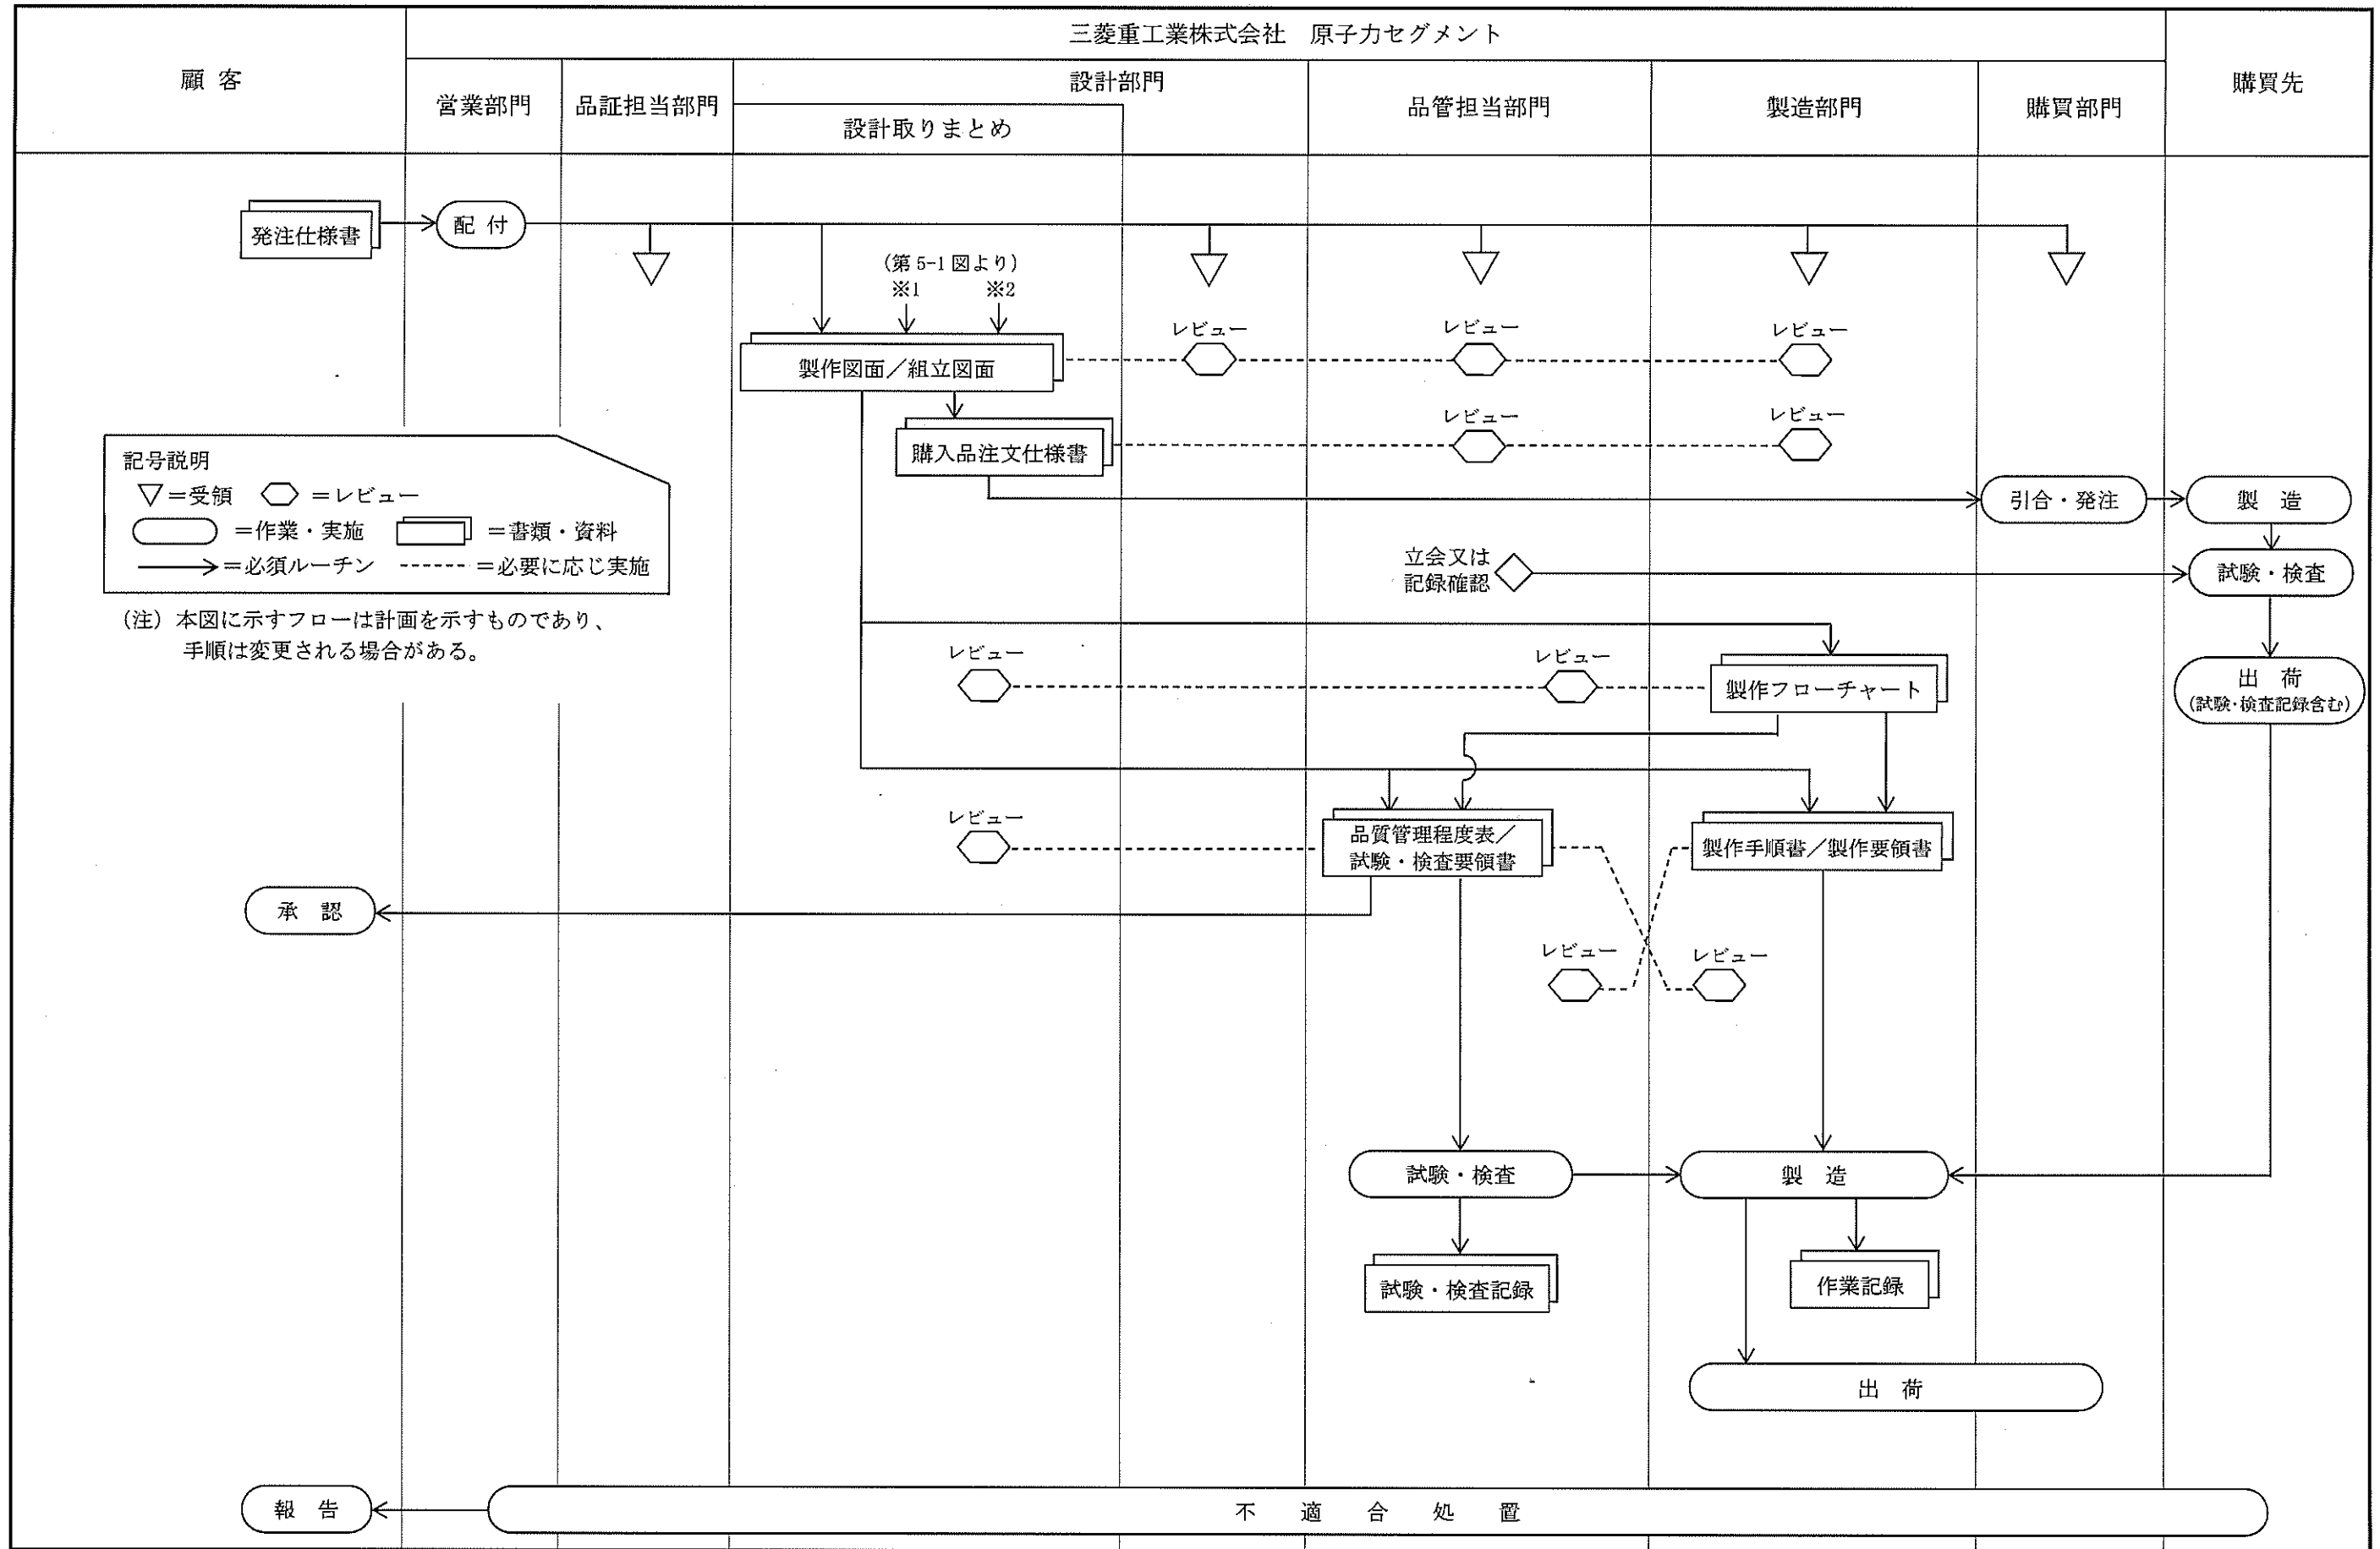 三菱重工業株式会社　原子力セグメント
顧 客
購買先
営業部門
品証担当部門
設計部門
設計取りまとめ
品管担当部門
製造部門
購買部門
発注仕様書
配 付
(第 5-1 図より)
※1
※2
製作図面／組立図面
レビュー
レビュー
レビュー
購入品注文仕様書
レビュー
レビュー
記号説明
▽＝受領　＝レビュー
＝作業・実施　＝書類・資料
＝必須ルーチン　------＝必要に応じ実施
(注) 本図に示すフローは計画を示すものであり、
手順は変更される場合がある。
引合・発注
製 造
立会又は
記録確認
試験・検査
レビュー
レビュー
製作フローチャート
出 荷
(試験・検査記録含む)
レビュー
品質管理程度表／
試験・検査要領書
製作手順書／製作要領書
承 認
レビュー
レビュー
試験・検査
製 造
試験・検査記録
作業記録
出 荷
報 告
不 適 合 処 置